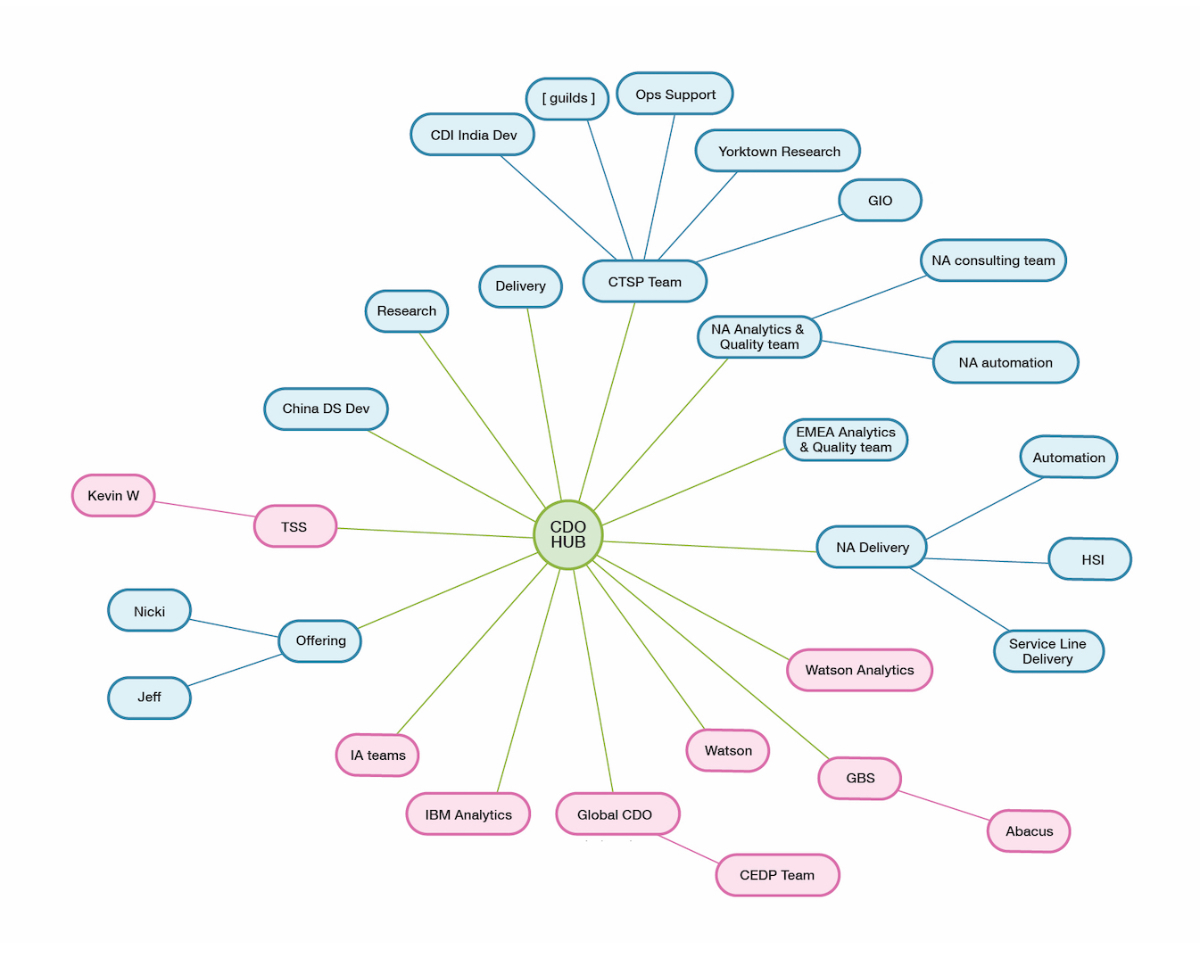 [ guilds ]
Ops Support
CDI India Dev
Yorktown Research
GIO
NA consulting team
CTSP Team
Delivery
Research
NA Analytics &
Quality team
NA automation
China DS Dev
EMEA Analytics
& Quality team
Automation
Kevin W
TSS
CDO
HUB
NA Delivery
HSI
Nicki
Offering
Service Line
Delivery
Watson Analytics
Jeff
IA teams
Watson
GBS
IBM Analytics
Global CDO
Abacus
CEDP Team